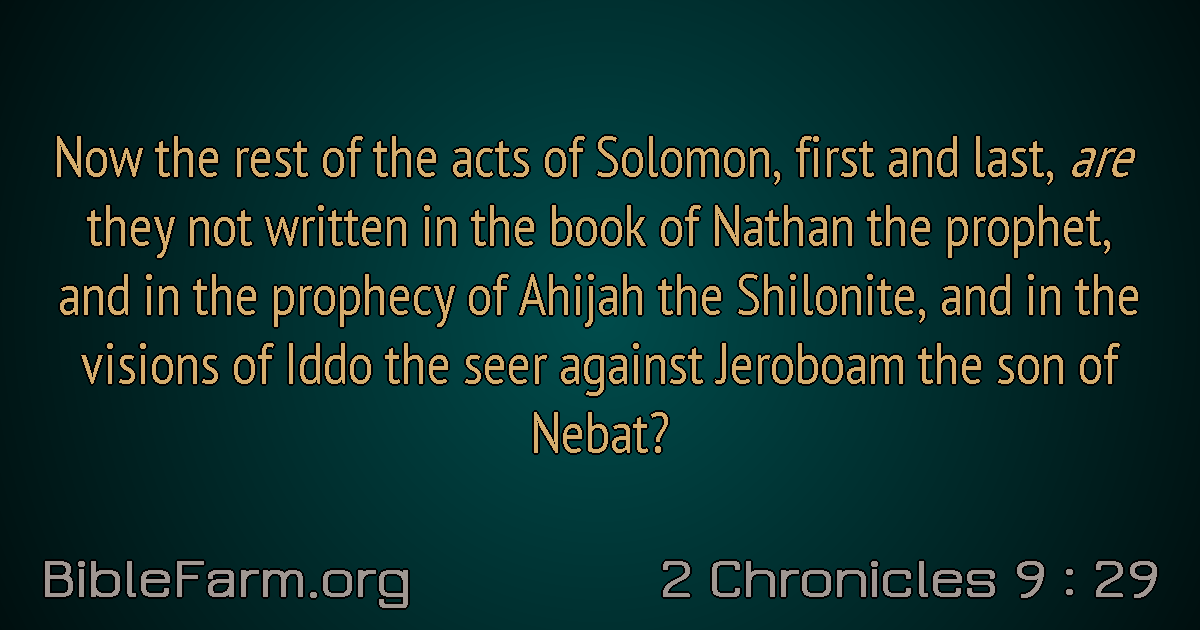 Now the rest of the acts of Solomon, first and last, are
they not written in the book of Nathan the prophet,
and in the prophecy of Ahijah the Shilonite, and in the
visions of Iddo the seer against Jeroboam the son of
Nebat?
BibleFarm.org
2 Chronicles 9 : 29